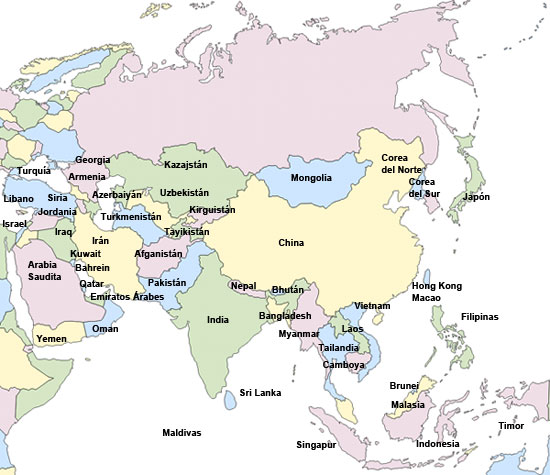 Georgia
Kazajstán
Corea
del Norte
Turquía
Armenia
Mongolia
Corea
del Sur
Azerbaiyán
Uzbekistán
Libano
Siria
Japón
Jordania
Turkmenistán
Kirguistán
Israel
Iraq
Tayikistán
Irán
China
Kuwait
Afganistán
Arabia
Saudita
Bahrein
Qatar
Pakistán
Nepal
Bhután
Hong Kong
Macao
Emiratos Árabes
Vietnam
Bangladesh
Filipinas
India
Oman
Myanmar
Laos
Yemen
Tailandia
Camboya
Brunei
Sri Lanka
Malasia
Timor
Maldivas
Singapur
Indonesia